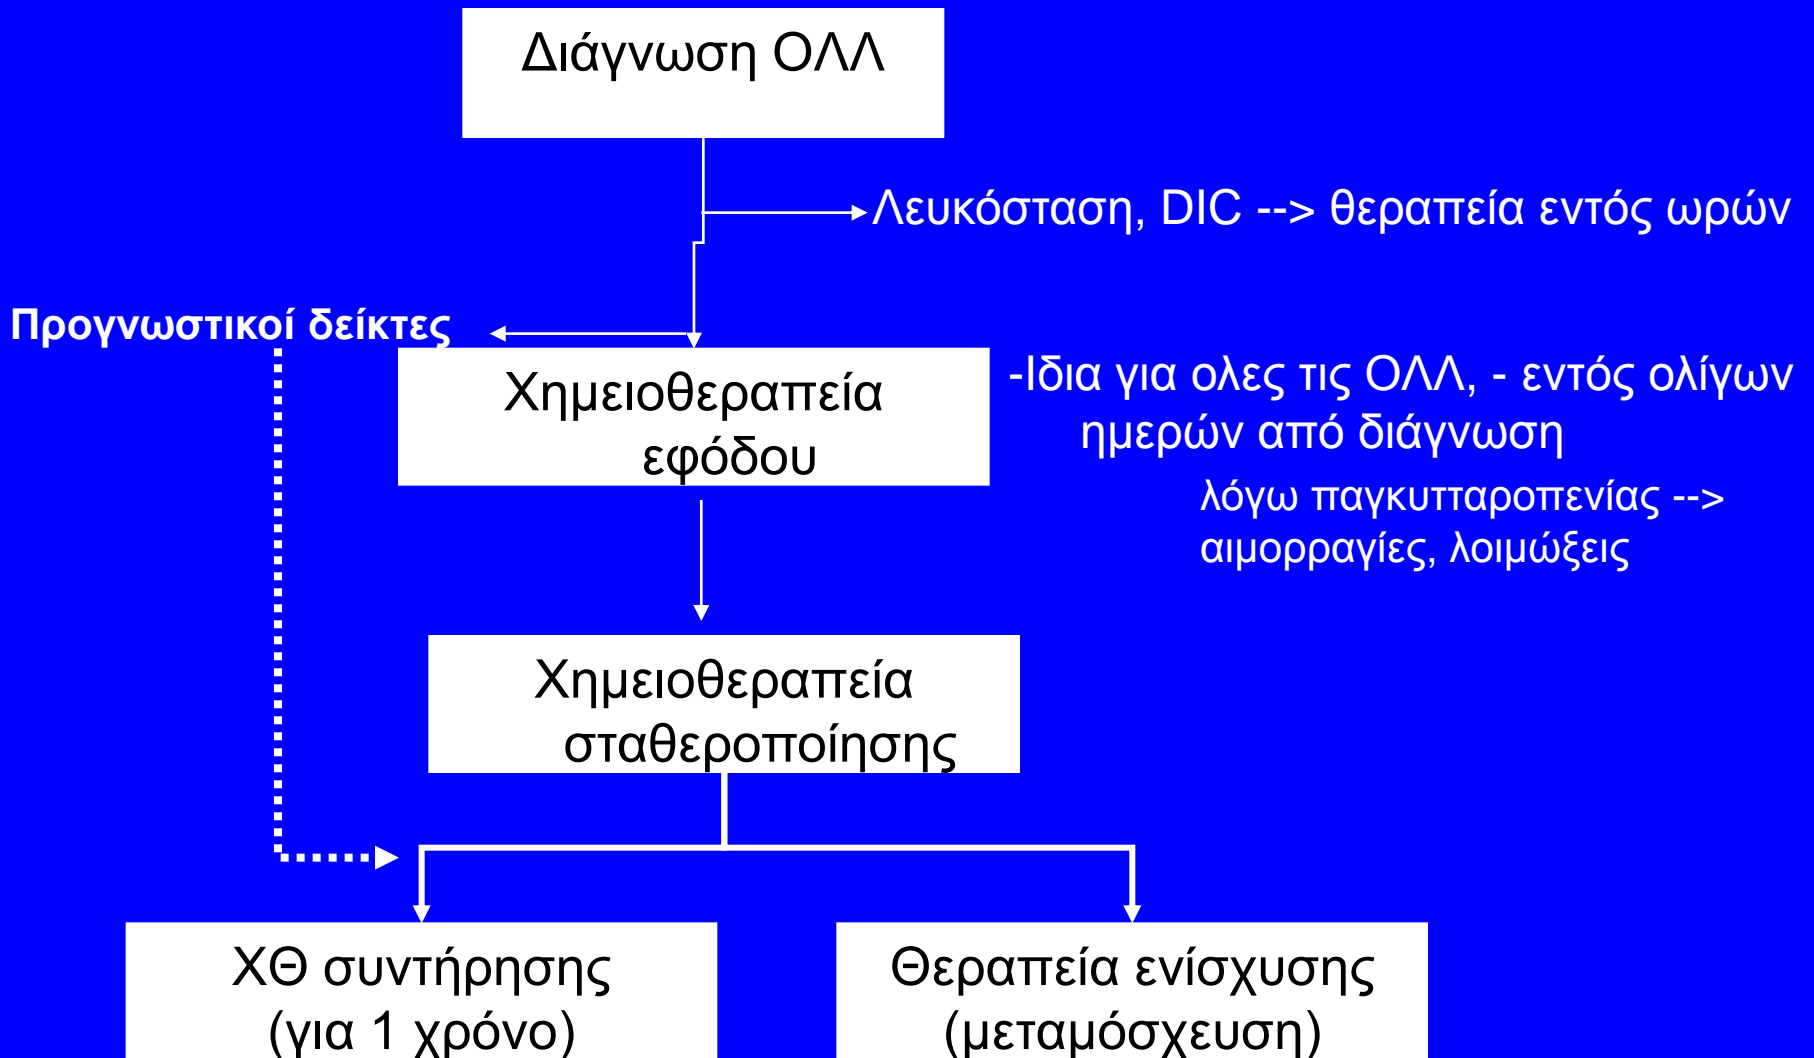 Διάγνωση ΟΛΛ
Λευκόσταση, DIC --> θεραπεία εντός ωρών
Προγνωστικοί δείκτες
Χημειοθεραπεία
εφόδου
-Ιδια για ολες τις ΟΛΛ, - εντός ολίγων
ημερών από διάγνωση
λόγω παγκυτταροπενίας -->
αιμορραγίες, λοιμώξεις
Χημειοθεραπεία
σταθεροποίησης
ΧΘ συντήρησης
(για 1 χρόνο)
Θεραπεία ενίσχυσης
(μεταμόσχευση)